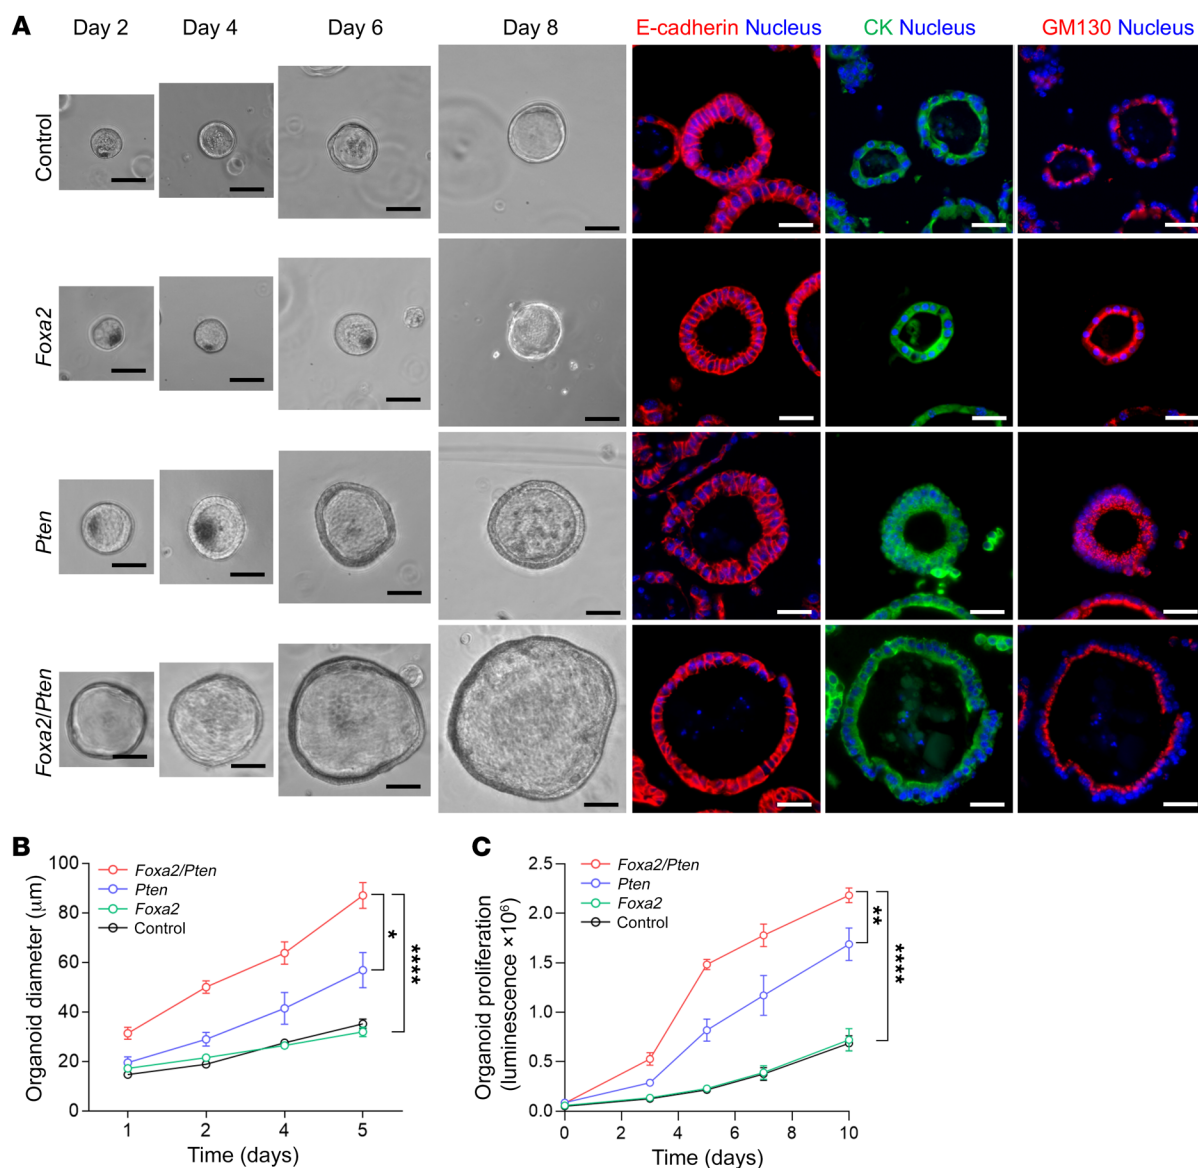 A
Day 2 Day 4 Day 6 Day 8 E-cadherin Nucleus CK Nucleus GM130 Nucleus
Control
Foxa2
Pten
Foxa2/Pten
B
Organoid diameter (μm)
100
80
60
40
20
0
Foxa2/Pten
Pten
Foxa2
Control
*
****
1 2 4 5
Time (days)
C
Organoid proliferation
(luminescence ×10⁶)
2.5
2.0
1.5
1.0
0.5
0.0
Foxa2/Pten
Pten
Foxa2
Control
**
****
0 2 4 6 8 10
Time (days)